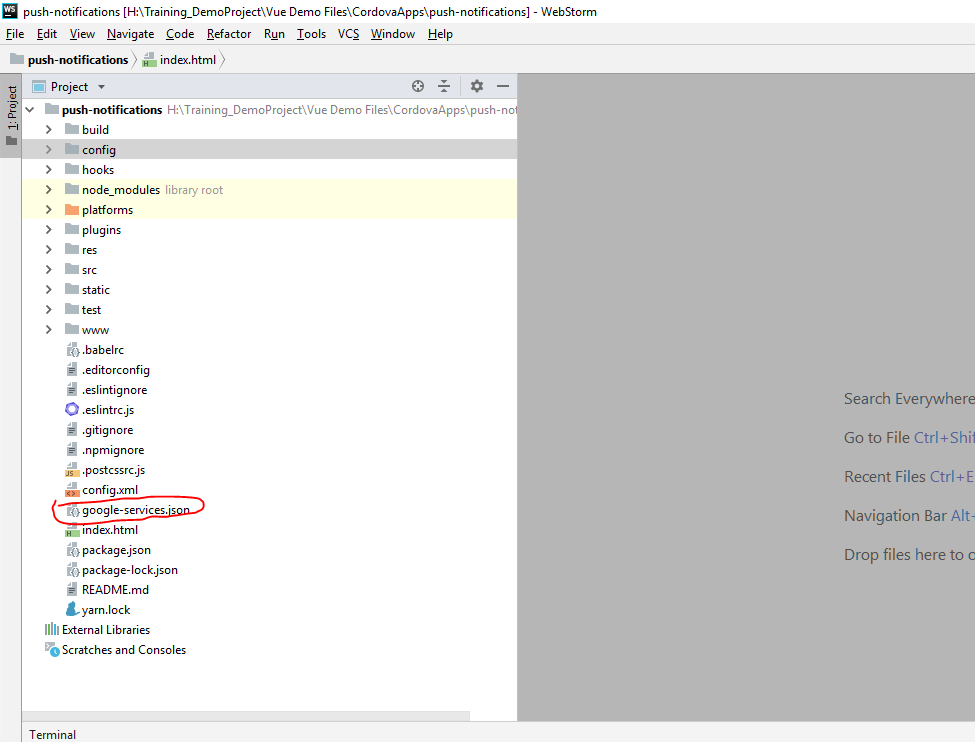 WS push-notifications [H:\Training_DemoProject\Vue Demo Files\CordovaApps\push-notifications] - WebStorm
File Edit View Navigate Code Refactor Run Tools VCS Window Help
push-notifications index.html
1: Project
Project
push-notifications H:\Training_DemoProject\Vue Demo Files\CordovaApps\push-not
build
config
hooks
node_modules library root
platforms
plugins
res
src
static
test
www
.babelrc
.editorconfig
.eslintignore
.eslintrc.js
.gitignore
.npmignore
.postcssrc.js
config.xml
google-services.json
index.html
package.json
package-lock.json
README.md
yarn.lock
External Libraries
Scratches and Consoles
Search Everywhere
Go to File Ctrl+Shif
Recent Files Ctrl+E
Navigation Bar Alt+
Drop files here to o
Terminal